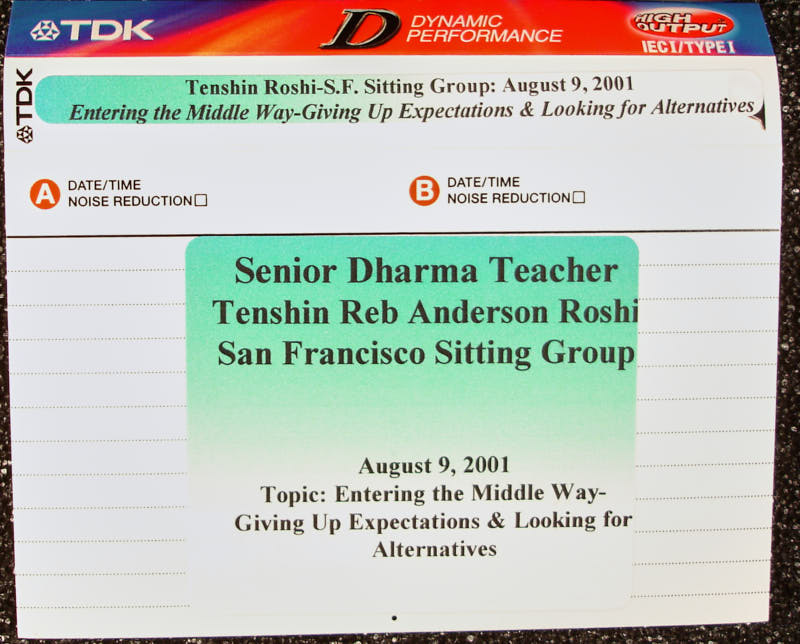 TDK
D DYNAMIC
PERFORMANCE
HIGH
OUTPUT
IEC I/TYPE I
TDK
Tenshin Roshi-S.F. Sitting Group: August 9, 2001
Entering the Middle Way-Giving Up Expectations & Looking for Alternatives
A DATE/TIME
NOISE REDUCTION
B DATE/TIME
NOISE REDUCTION
Senior Dharma Teacher
Tenshin Reb Anderson Roshi
San Francisco Sitting Group
August 9, 2001
Topic: Entering the Middle Way-
Giving Up Expectations & Looking for
Alternatives